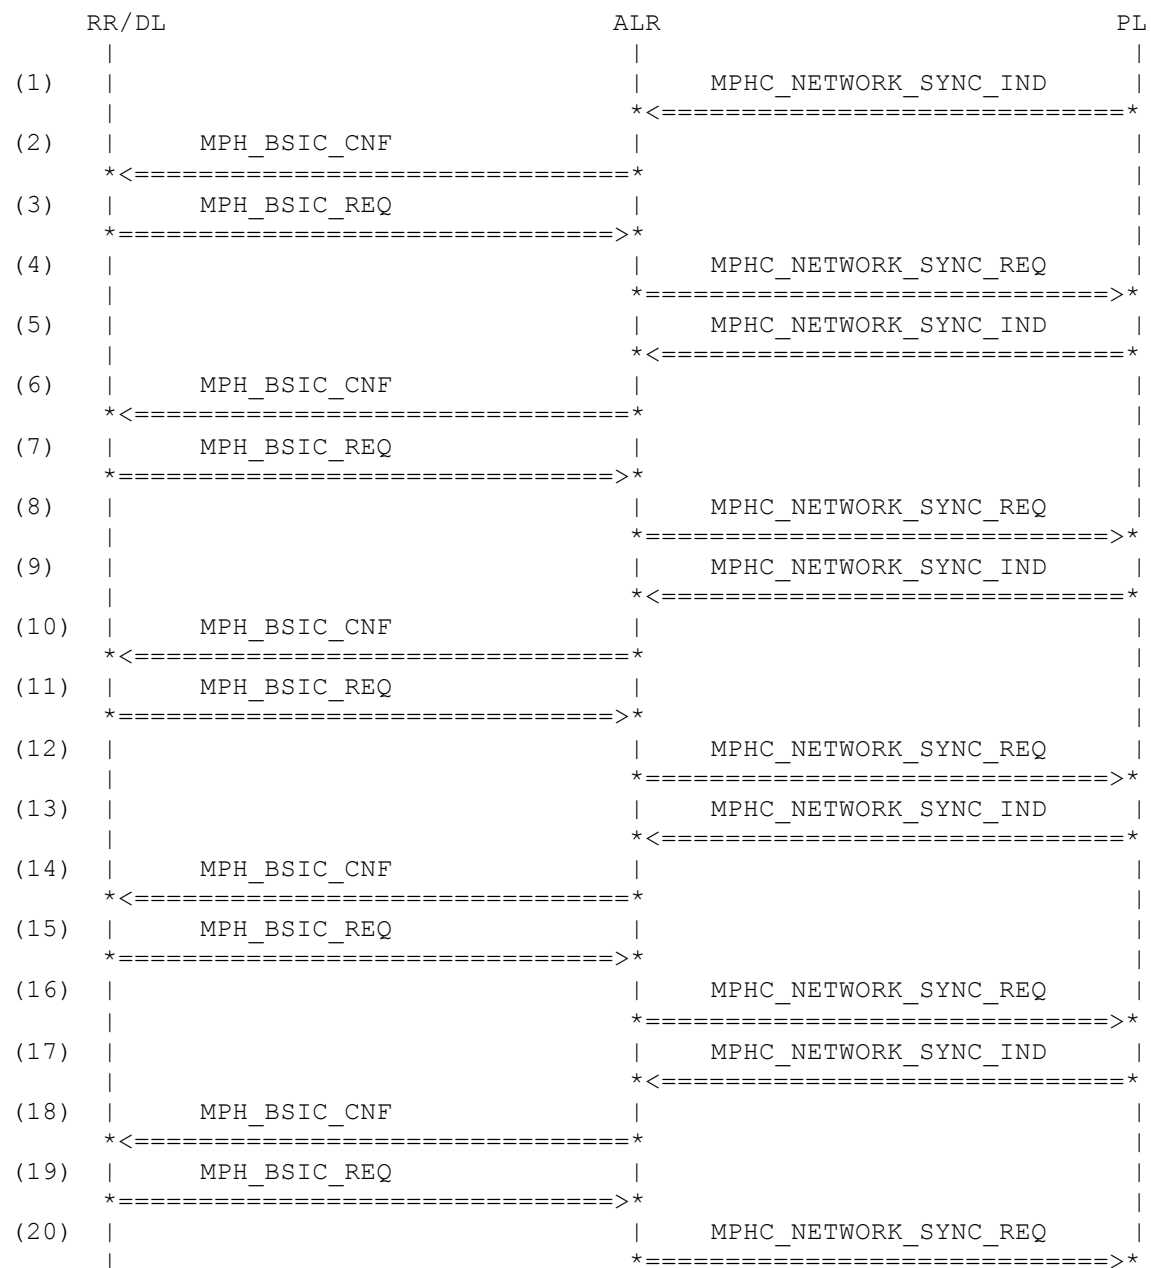 RR/DL ALR PL
| | |
(1) | | MPHC_NETWORK_SYNC_IND |
| *<=============================*
(2) | MPH_BSIC_CNF | |
*<===============================* |
(3) | MPH_BSIC_REQ | |
*===============================>* |
(4) | | MPHC_NETWORK_SYNC_REQ |
| *=============================>*
(5) | | MPHC_NETWORK_SYNC_IND |
| *<=============================*
(6) | MPH_BSIC_CNF | |
*<===============================* |
(7) | MPH_BSIC_REQ | |
*===============================>* |
(8) | | MPHC_NETWORK_SYNC_REQ |
| *=============================>*
(9) | | MPHC_NETWORK_SYNC_IND |
| *<=============================*
(10) | MPH_BSIC_CNF | |
*<===============================* |
(11) | MPH_BSIC_REQ | |
*===============================>* |
(12) | | MPHC_NETWORK_SYNC_REQ |
| *=============================>*
(13) | | MPHC_NETWORK_SYNC_IND |
| *<=============================*
(14) | MPH_BSIC_CNF | |
*<===============================* |
(15) | MPH_BSIC_REQ | |
*===============================>* |
(16) | | MPHC_NETWORK_SYNC_REQ |
| *=============================>*
(17) | | MPHC_NETWORK_SYNC_IND |
| *<=============================*
(18) | MPH_BSIC_CNF | |
*<===============================* |
(19) | MPH_BSIC_REQ | |
*===============================>* |
(20) | | MPHC_NETWORK_SYNC_REQ |
| *=============================>*